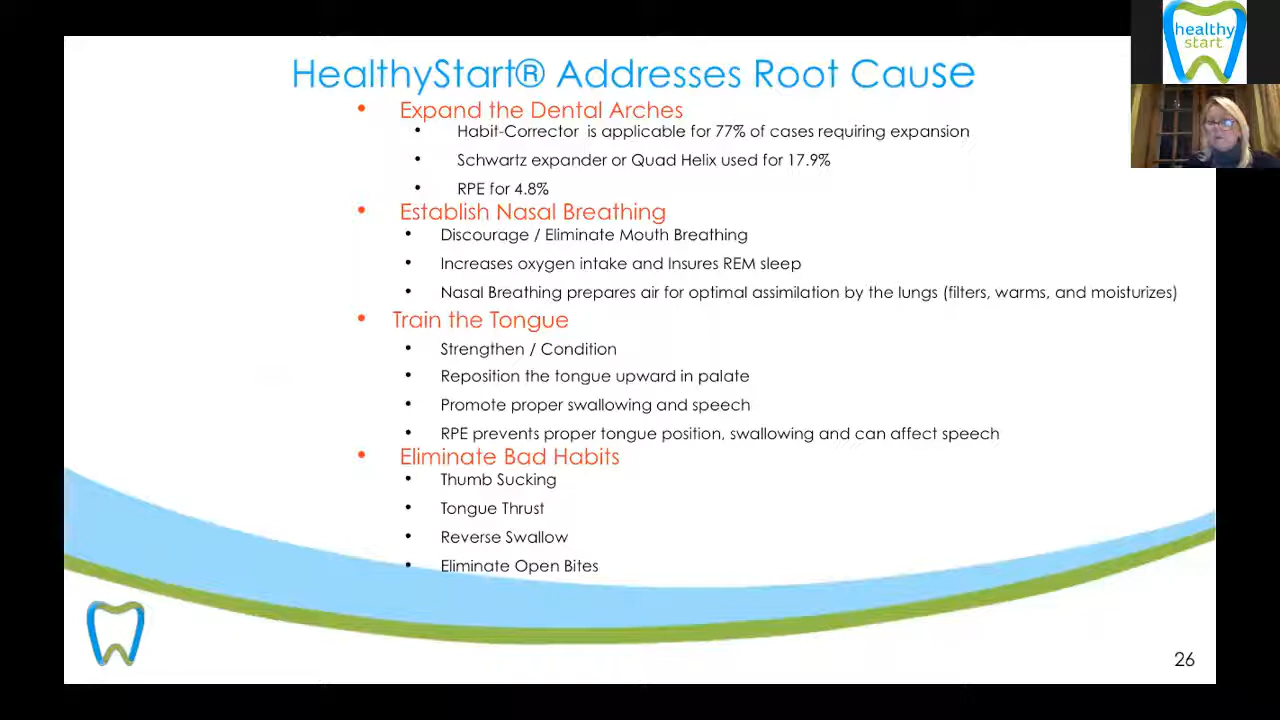 HealthyStart® Addresses Root Cause
healthy
start
• Expand the Dental Arches
• Habit-Corrector is applicable for 77% of cases requiring expansion
• Schwartz expander or Quad Helix used for 17.9%
• RPE for 4.8%
• Establish Nasal Breathing
• Discourage / Eliminate Mouth Breathing
• Increases oxygen intake and Insures REM sleep
• Nasal Breathing prepares air for optimal assimilation by the lungs (filters, warms, and moisturizes)
• Train the Tongue
• Strengthen / Condition
• Reposition the tongue upward in palate
• Promote proper swallowing and speech
• RPE prevents proper tongue position, swallowing and can affect speech
• Eliminate Bad Habits
• Thumb Sucking
• Tongue Thrust
• Reverse Swallow
• Eliminate Open Bites
26